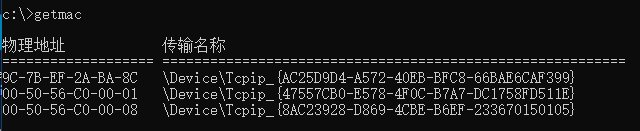 c:\>getmac
物理地址            传输名称
=================== ==========================================================
9C-7B-EF-2A-BA-8C   \Device\Tcpip_{AC25D9D4-A572-40EB-BFC8-66BAE6CAF399}
00-50-56-C0-00-01   \Device\Tcpip_{47557CB0-E578-4F0C-B7A7-DC1758FD511E}
00-50-56-C0-00-08   \Device\Tcpip_{8AC23928-D869-4CBE-B6EF-233670150105}